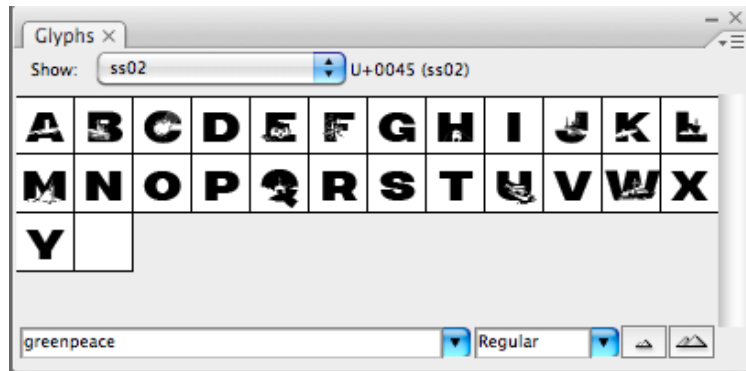 Glyphs ×
Show: ss02 U+0045 (ss02)
A B C D E F G H I J K L
M N O P Q R S T U V W X
Y
greenpeace Regular